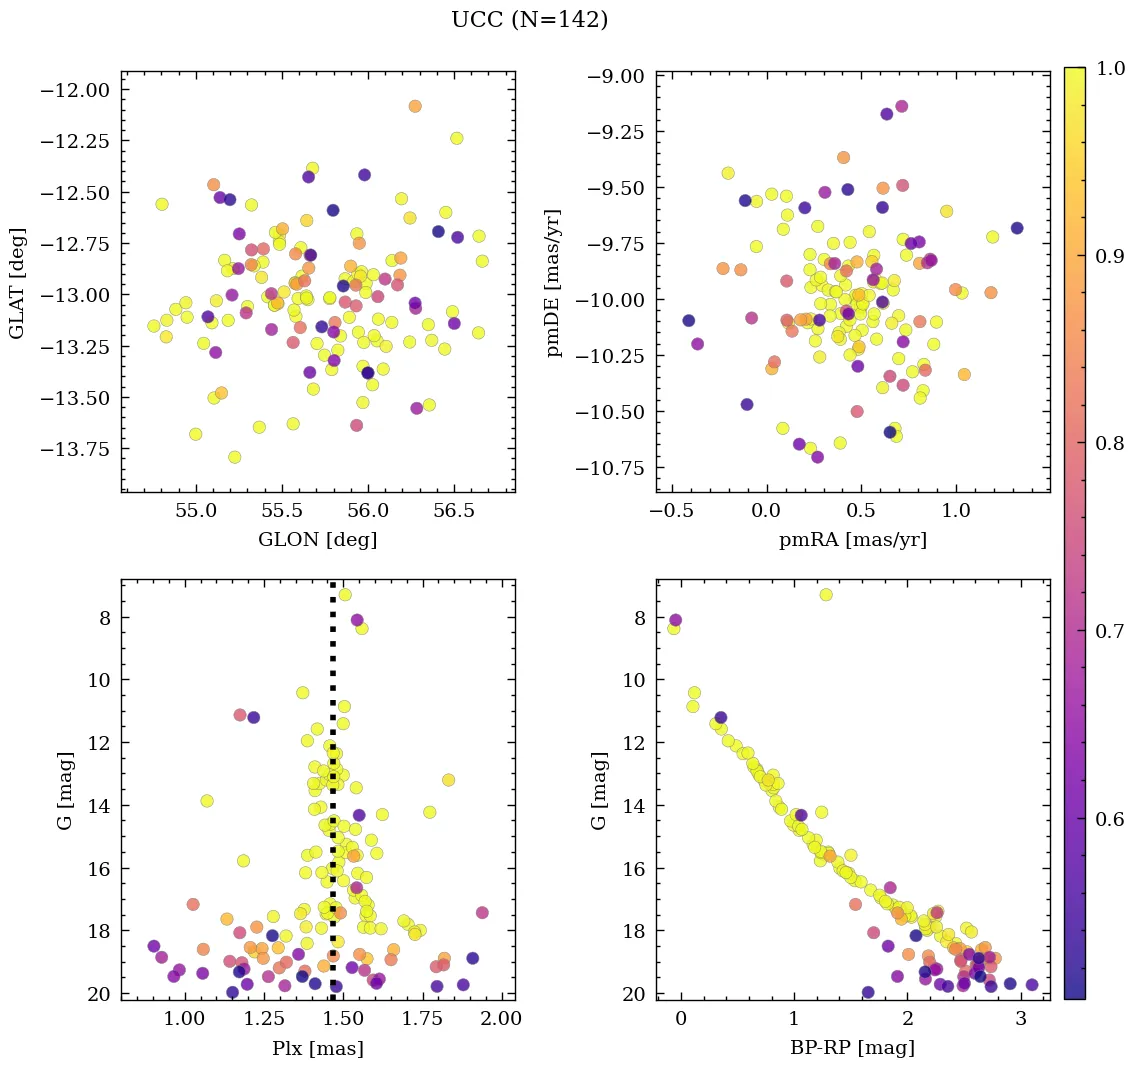 UCC (N=142)
−12.00
−12.25
−12.50
−12.75
−13.00
−13.25
−13.50
−13.75
GLAT [deg]
55.0 55.5 56.0 56.5
GLON [deg]
−9.00
−9.25
−9.50
−9.75
−10.00
−10.25
−10.50
−10.75
pmDE [mas/yr]
−0.5 0.0 0.5 1.0
pmRA [mas/yr]
1.0
0.9
0.8
0.7
0.6
8
10
12
14
16
18
20
G [mag]
1.00 1.25 1.50 1.75 2.00
Plx [mas]
8
10
12
14
16
18
20
G [mag]
0 1 2 3
BP-RP [mag]